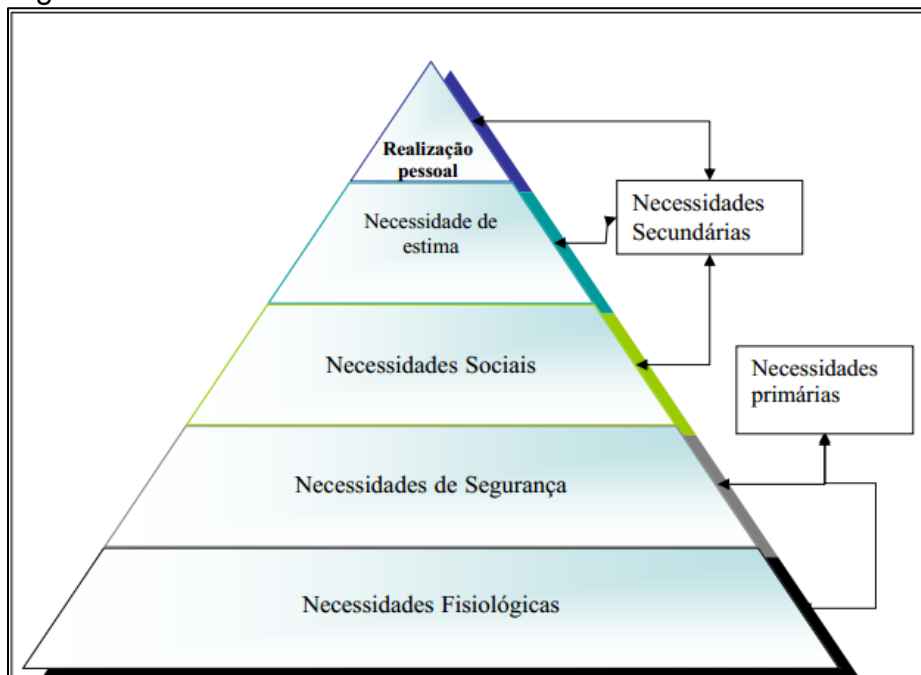 Realização
pessoal
Necessidade de
estima
Necessidades
Secundárias
Necessidades Sociais
Necessidades
primárias
Necessidades de Segurança
Necessidades Fisiológicas